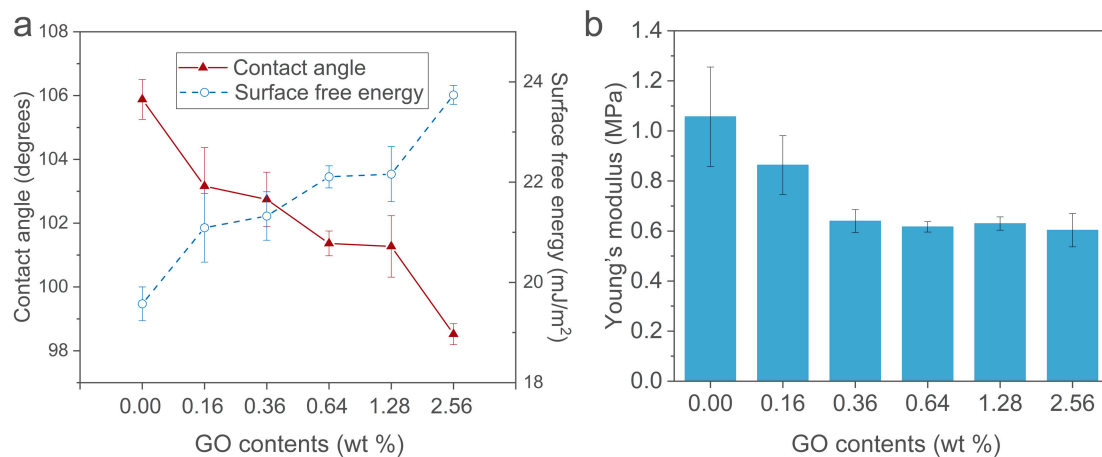 a
108
106
104
102
100
98
Contact angle (degrees)
Contact angle
Surface free energy
24
22
20
18
Surface free energy (mJ/m²)
0.00 0.16 0.36 0.64 1.28 2.56
GO contents (wt %)
b
1.4
1.2
1.0
0.8
0.6
0.4
0.2
0.0
Young's modulus (MPa)
0.00 0.16 0.36 0.64 1.28 2.56
GO contents (wt %)